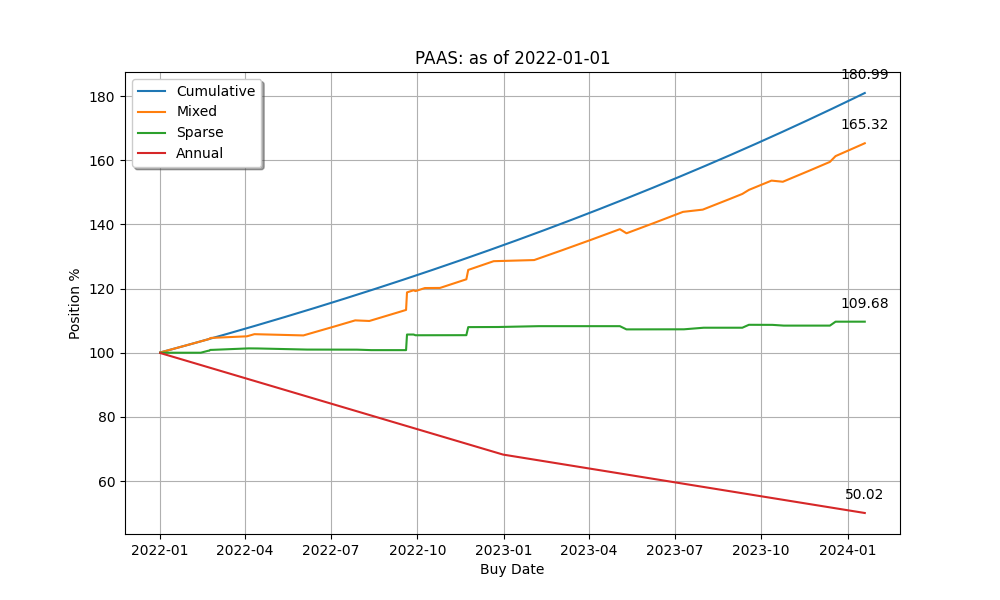 PAAS: as of 2022-01-01
Cumulative
Mixed
Sparse
Annual
180.99
165.32
109.68
50.02
180
160
140
120
100
80
60
Position %
2022-01 2022-04 2022-07 2022-10 2023-01 2023-04 2023-07 2023-10 2024-01
Buy Date